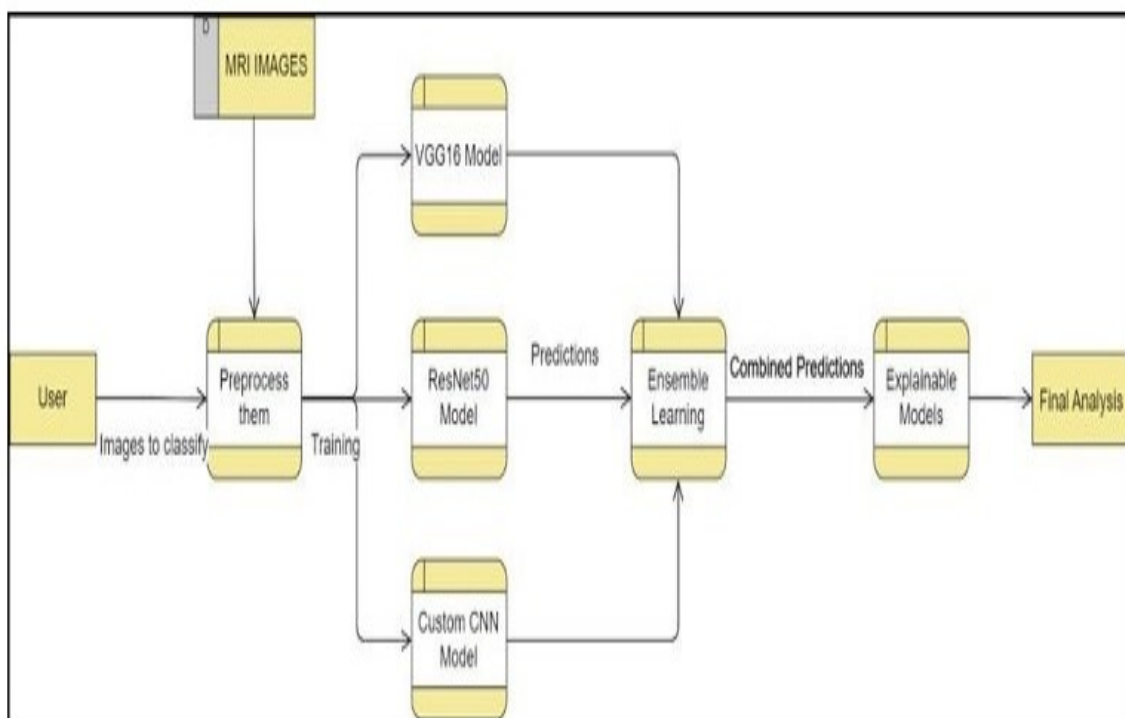 D
MRI IMAGES
VGG16 Model
User
Images to classify
Preprocess
them
Training
ResNet50
Model
Predictions
Ensemble
Learning
Combined Predictions
Explainable
Models
Final Analysis
Custom CNN
Model